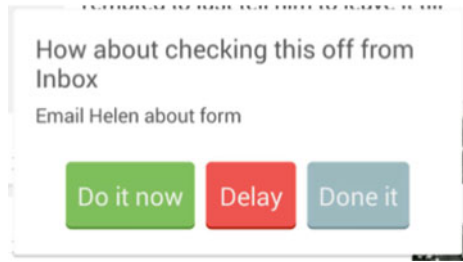 How about checking this off from
Inbox
Email Helen about form
Do it now Delay Done it